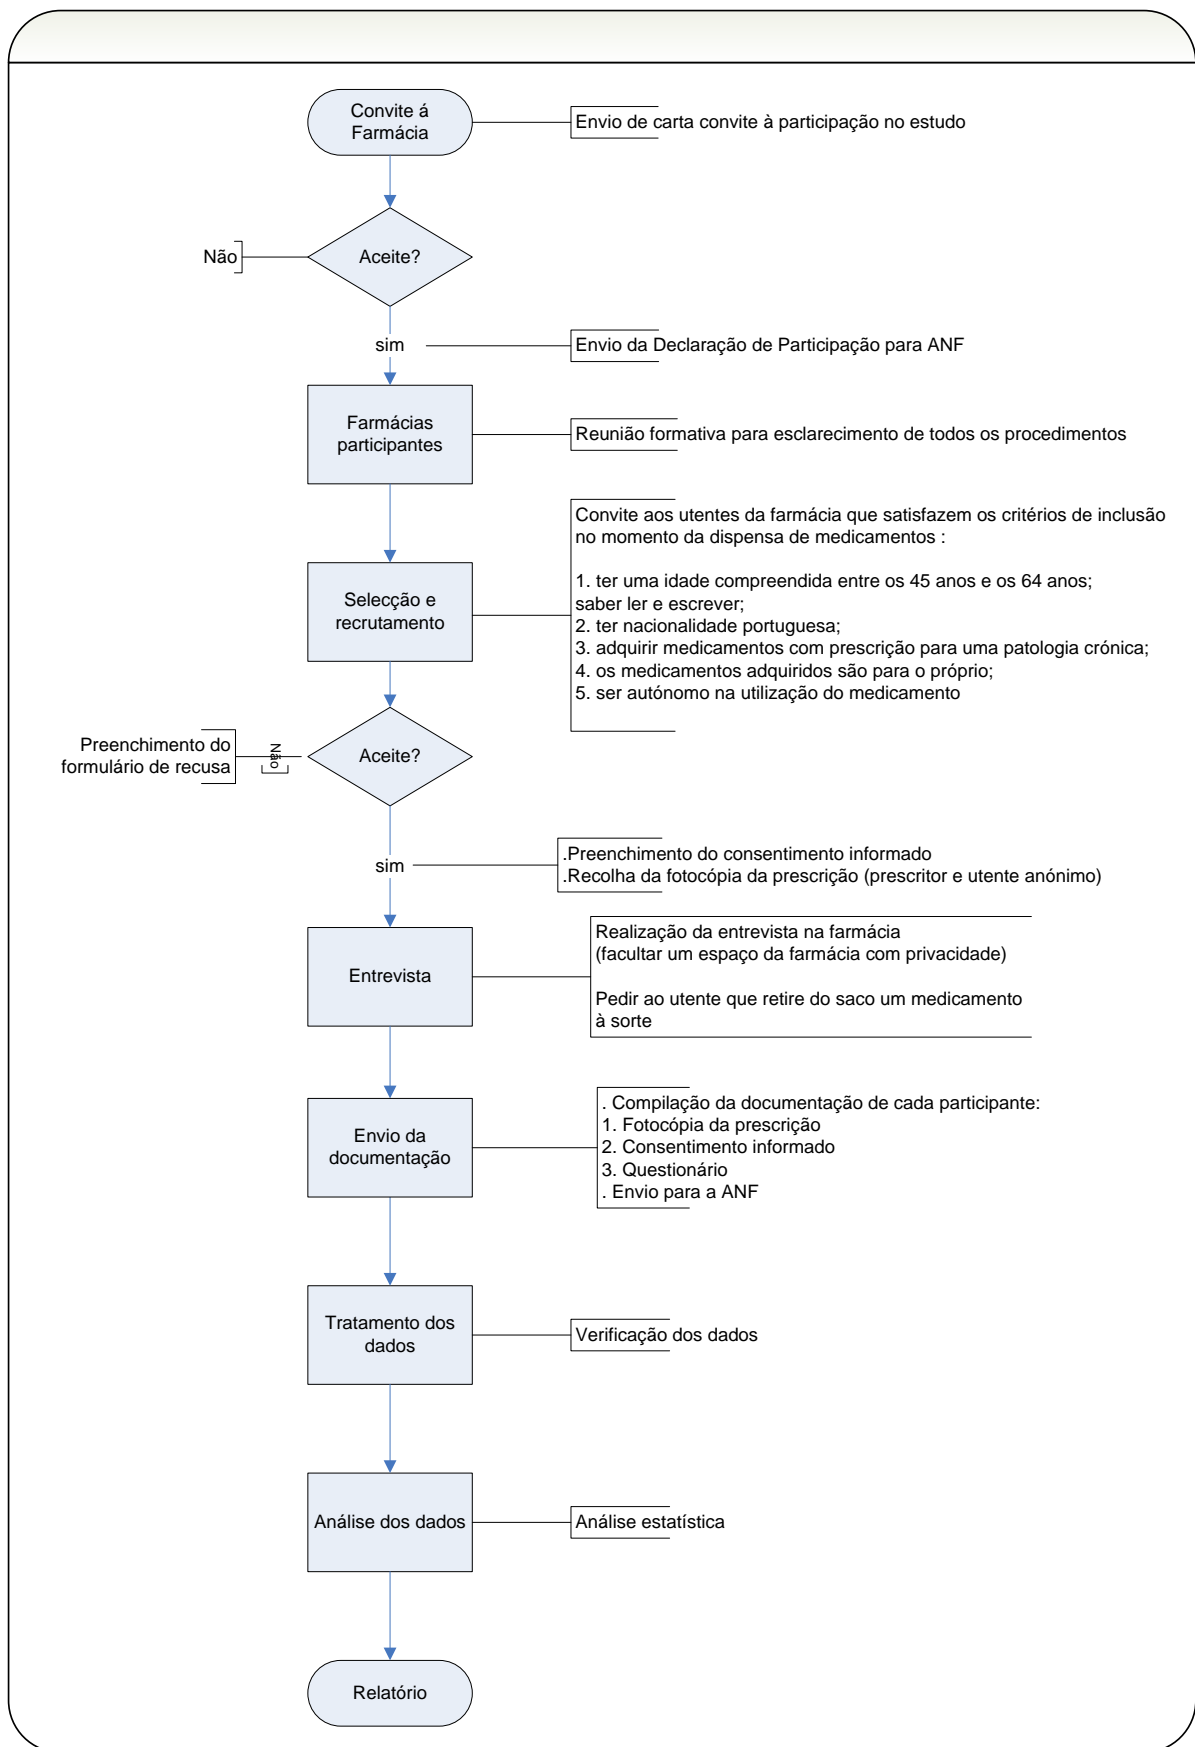 Convite á
Farmácia
Envio de carta convite à participação no estudo
Aceite?
Não
sim
Envio da Declaração de Participação para ANF
Farmácias
participantes
Reunião formativa para esclarecimento de todos os procedimentos
Convite aos utentes da farmácia que satisfazem os critérios de inclusão
no momento da dispensa de medicamentos :
1. ter uma idade compreendida entre os 45 anos e os 64 anos;
saber ler e escrever;
2. ter nacionalidade portuguesa;
3. adquirir medicamentos com prescrição para uma patologia crónica;
4. os medicamentos adquiridos são para o próprio;
5. ser autónomo na utilização do medicamento
Selecção e
recrutamento
Aceite?
Não
Preenchimento do
formulário de recusa
sim
.Preenchimento do consentimento informado
.Recolha da fotocópia da prescrição (prescritor e utente anónimo)
Entrevista
Realização da entrevista na farmácia
(facultar um espaço da farmácia com privacidade)
Pedir ao utente que retire do saco um medicamento
à sorte
Envio da
documentação
. Compilação da documentação de cada participante:
1. Fotocópia da prescrição
2. Consentimento informado
3. Questionário
. Envio para a ANF
Tratamento dos
dados
Verificação dos dados
Análise dos dados
Análise estatística
Relatório